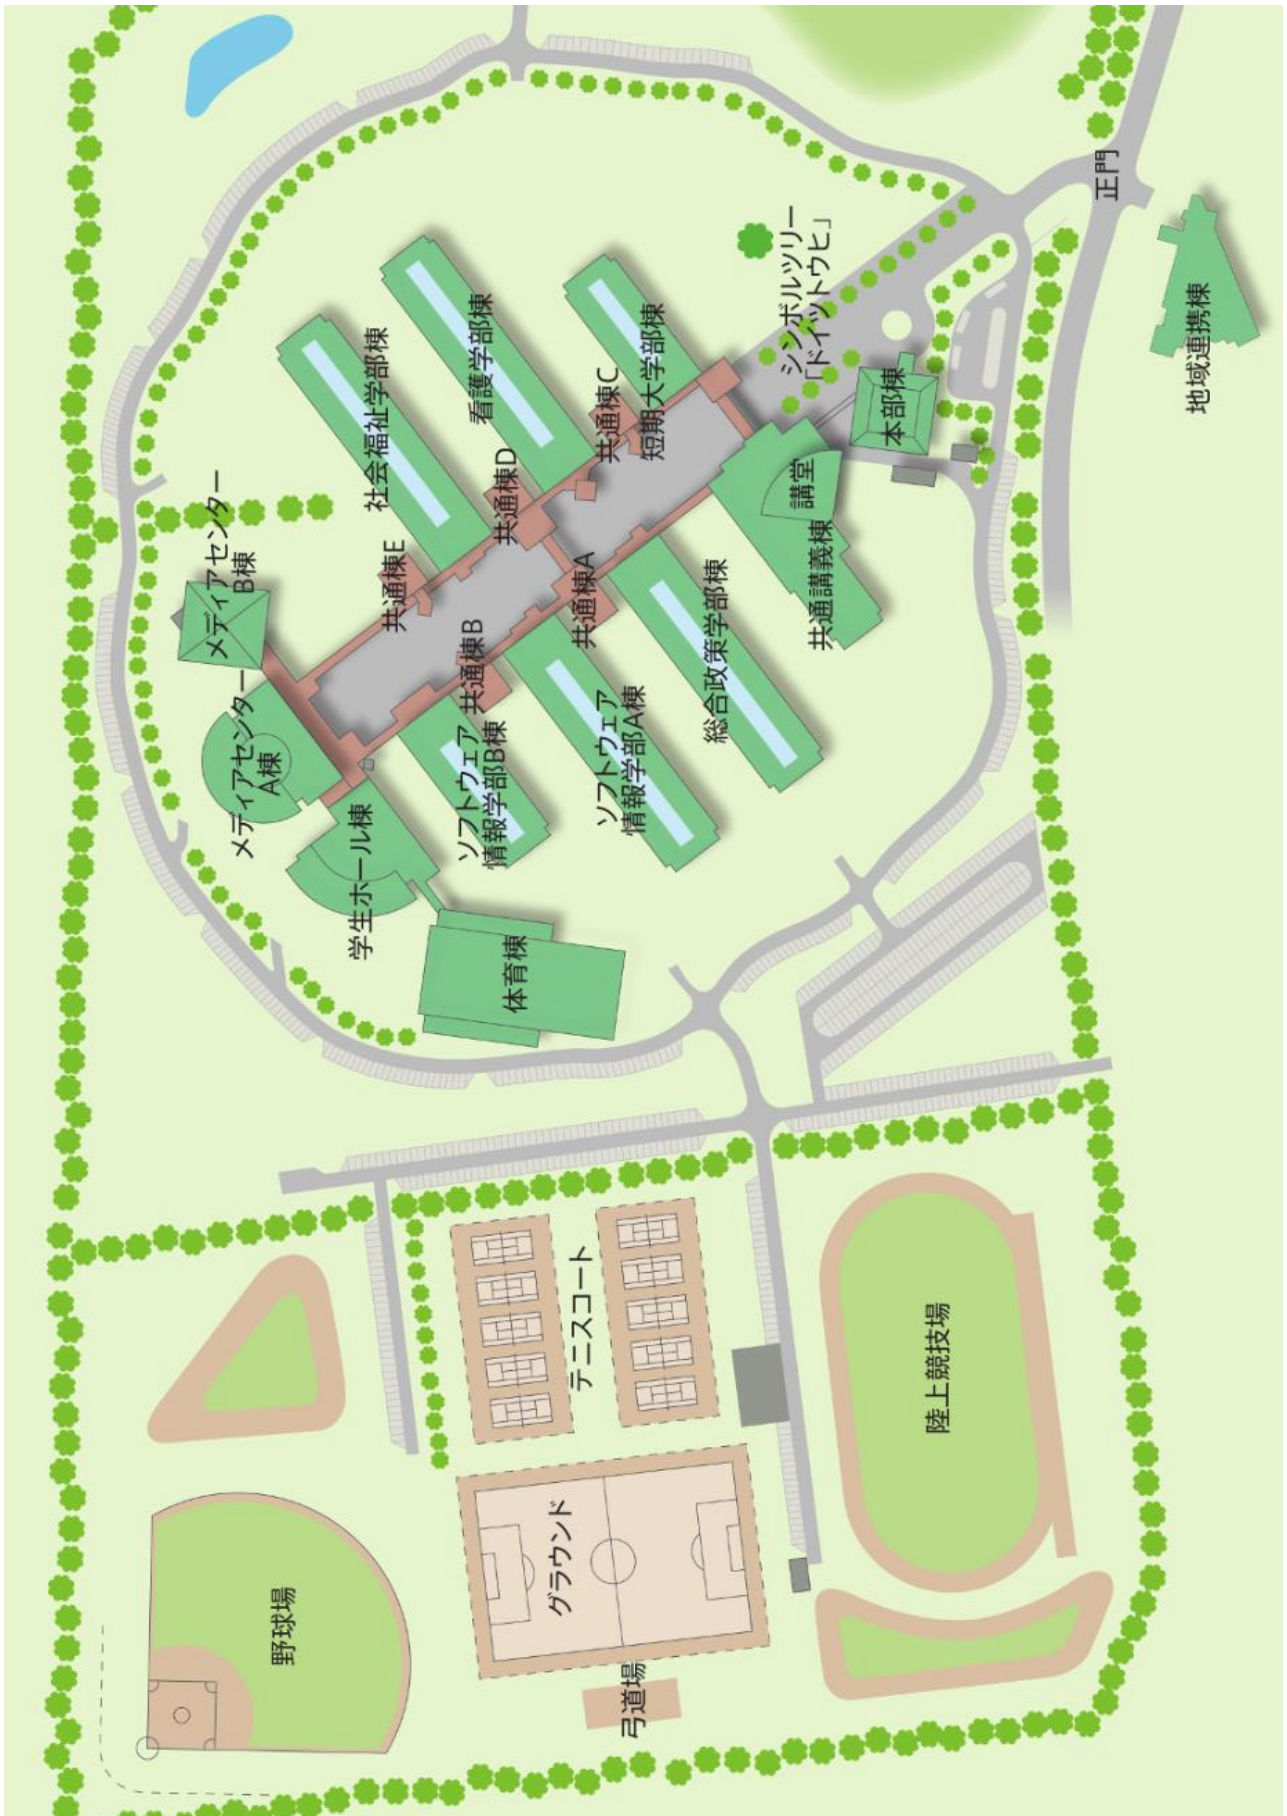 野球場
弓道場
グラウンド
テニスコート
陸上競技場
体育棟
学生ホール棟
メディアセンター
A棟
メディアセンター
B棟
ソフトウェア
情報学部B棟
ソフトウェア
情報学部A棟
総合政策学部棟
共通講義棟
講堂
本部棟
共通棟E
共通棟B
共通棟D
共通棟A
共通棟C
社会福祉学部棟
看護学部棟
短期大学部棟
シンボルツリー
「ドイツトウヒ」
正門
地域連携棟